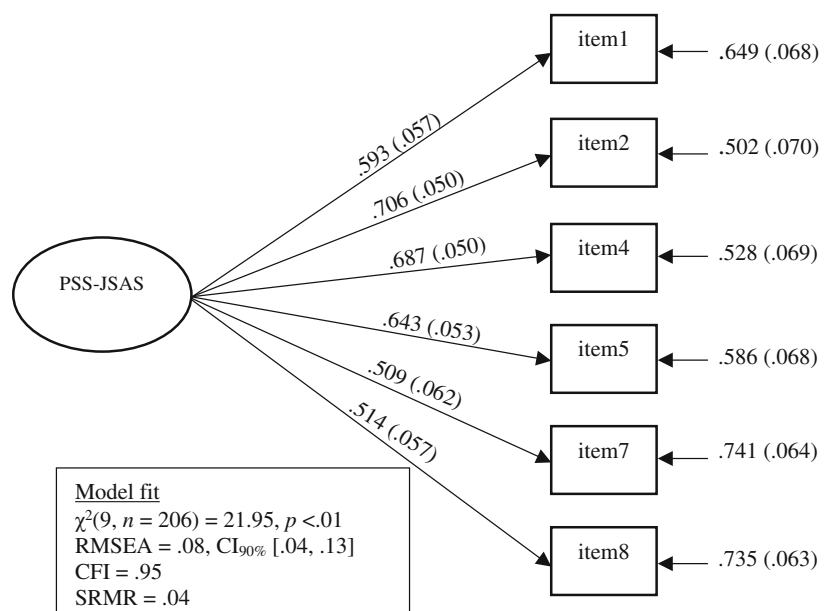 item1
.649 (.068)
.593 (.057)
item2
.502 (.070)
.706 (.050)
item4
.528 (.069)
.687 (.050)
PSS-JSAS
.643 (.053)
item5
.586 (.068)
.509 (.062)
.514 (.057)
item7
.741 (.064)
item8
.735 (.063)
Model fit
χ²(9, n = 206) = 21.95, p <.01
RMSEA = .08, CI90% [.04, .13]
CFI = .95
SRMR = .04